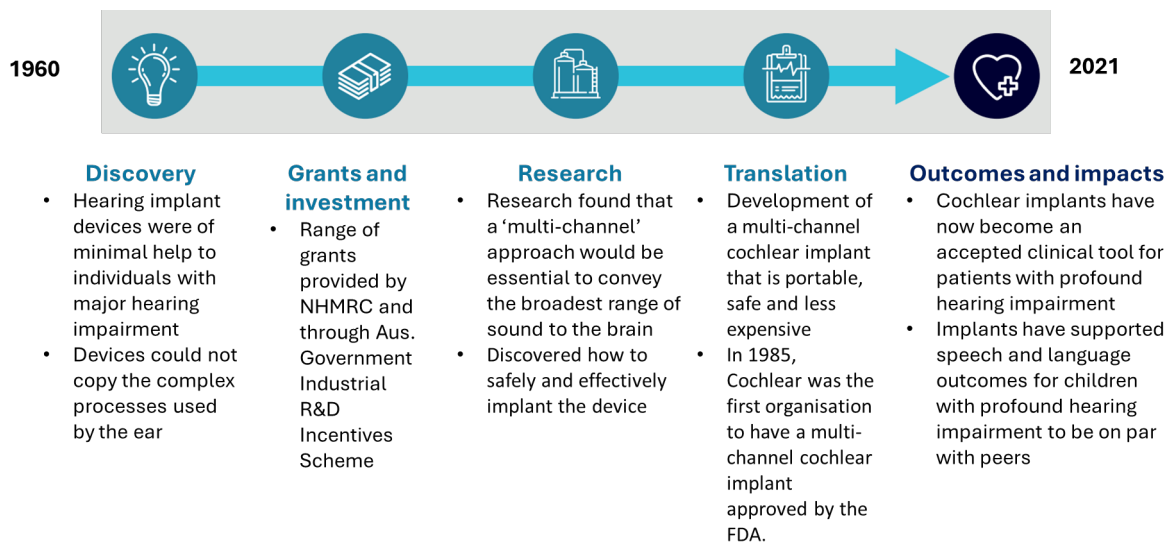 1960
2021
Discovery
• Hearing implant
devices were of
minimal help to
individuals with
major hearing
impairment
• Devices could not
copy the complex
processes used
by the ear
Grants and
investment
• Range of
grants
provided by
NHMRC and
through Aus.
Government
Industrial
R&D
Incentives
Scheme
Research
• Research found that
a ‘multi-channel’
approach would be
essential to convey
the broadest range of
sound to the brain
• Discovered how to
safely and effectively
implant the device
Translation
• Development of
a multi-channel
cochlear implant
that is portable,
safe and less
expensive
• In 1985,
Cochlear was the
first organisation
to have a multi-
channel cochlear
implant
approved by the
FDA.
Outcomes and impacts
• Cochlear implants have
now become an
accepted clinical tool for
patients with profound
hearing impairment
• Implants have supported
speech and language
outcomes for children
with profound hearing
impairment to be on par
with peers